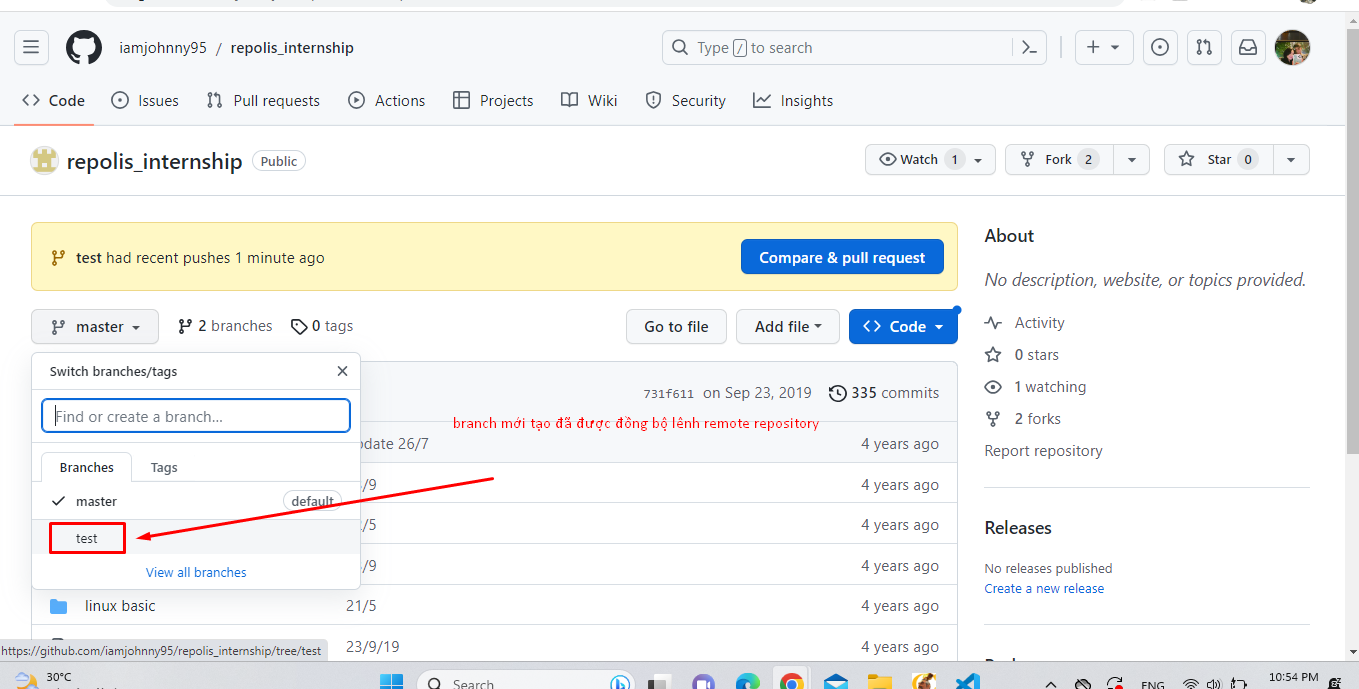 iamjohnny95 / repolis_internship
Type / to search
Code
Issues
Pull requests
Actions
Projects
Wiki
Security
Insights
repolis_internship
Public
Watch 1
Fork 2
Star 0
test had recent pushes 1 minute ago
Compare & pull request
About
No description, website, or topics provided.
master
2 branches
0 tags
Go to file
Add file
Code
Activity
0 stars
1 watching
2 forks
Report repository
Switch branches/tags
Find or create a branch...
Branches
Tags
master
default
test
View all branches
731f611 on Sep 23, 2019
335 commits
branch mới tạo đã được đồng bộ lênh remote repository
update 26/7
4 years ago
/9
4 years ago
/5
4 years ago
/9
4 years ago
linux basic
21/5
4 years ago
23/9/19
4 years ago
Releases
No releases published
Create a new release
https://github.com/iamjohnny95/repolis_internship/tree/test
30°C
Search
ENG
10:54 PM